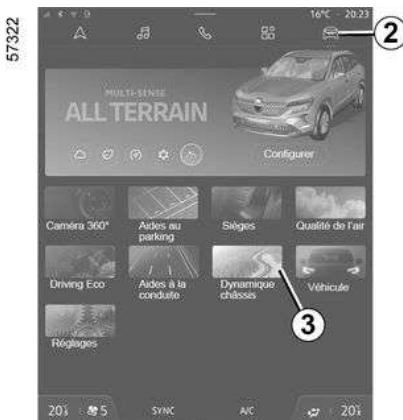 57322
16°C 20:23
2
MULTI-SENSE
ALL TERRAIN
Configurer
Caméra 360°
Aides au parking
Sièges
Qualité de l'air
Driving Eco
Aides à la conduite
Dynamique châssis
Véhicule
3
Réglages
5
SYNC
A/C